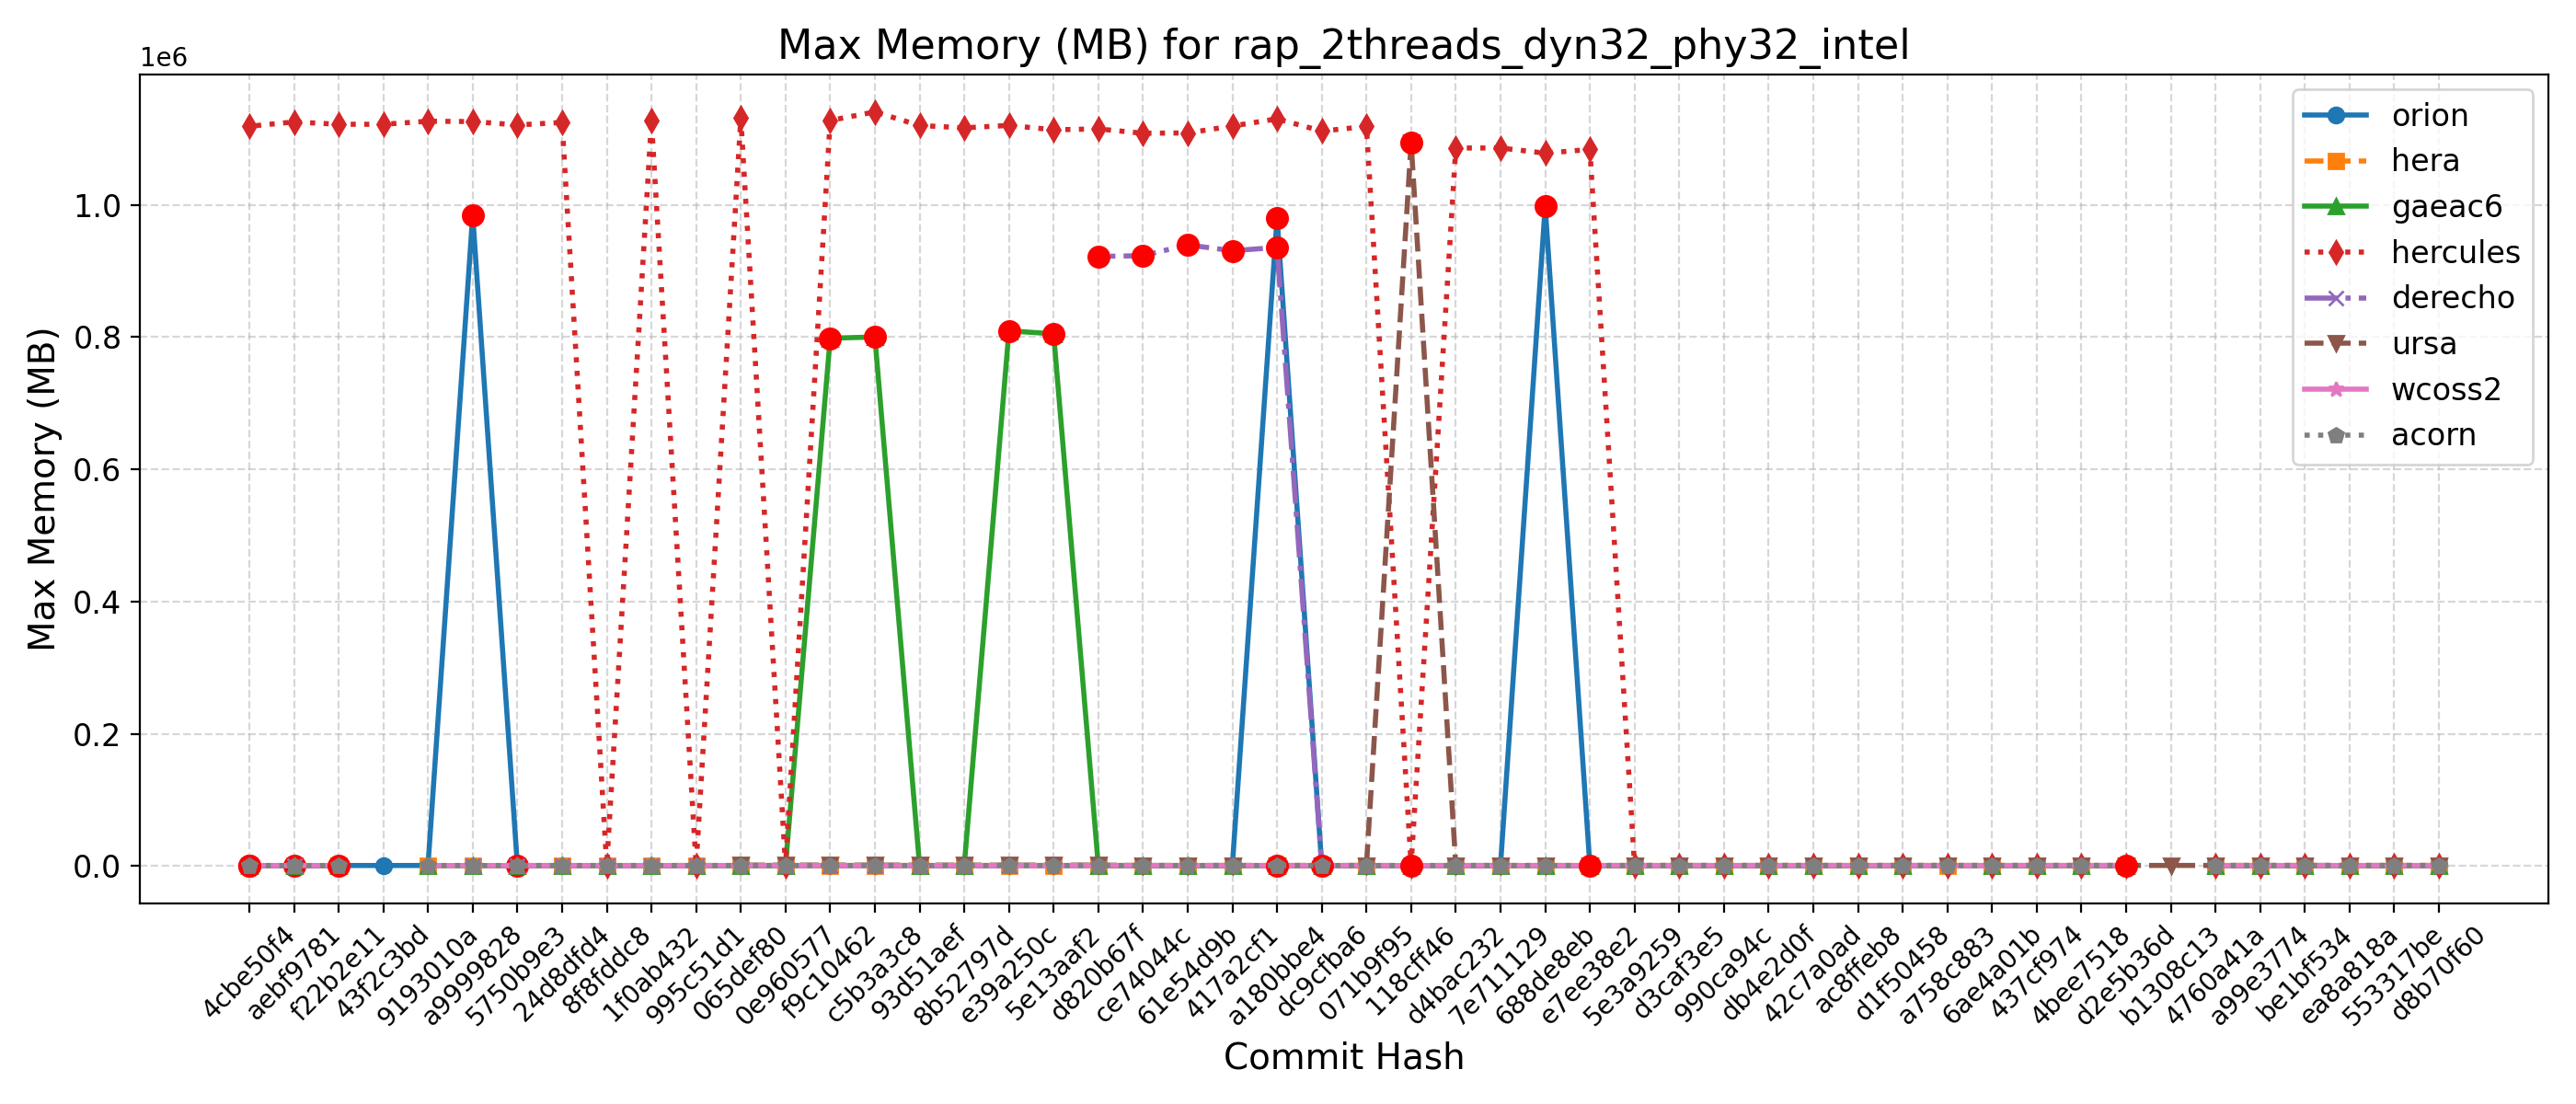 Max Memory (MB) for rap_2threads_dyn32_phy32_intel
1e6
1.0
0.8
0.6
0.4
0.2
0.0
Max Memory (MB)
orion
hera
gaeac6
hercules
derecho
ursa
wcoss2
acorn
4cbe50f4
aebf9781
f22b2e11
43f2c3bd
9193010a
a9999828
5750b9e3
24d8dfd4
8f8fddc8
1f0ab432
995c51d1
065def80
0e960577
f9c10462
c5b3a3c8
93d51aef
8b52797d
e39a250c
5e13aaf2
d820b67f
ce74044c
61e54d9b
417a2cf1
a180bbe4
dc9cfba6
071b9f95
118cff46
d4bac232
7e711129
688de8eb
e7ee38e2
5e3a9259
d3caf3e5
990ca94c
db4e2d0f
42c7a0ad
ac8ffeb8
d1f50458
a758c883
6ae4a01b
437cf974
4bee7518
d2e5b36d
b1308c13
4760a41a
a99e3774
be1bf534
ea8a818a
553317be
d8b70f60
Commit Hash